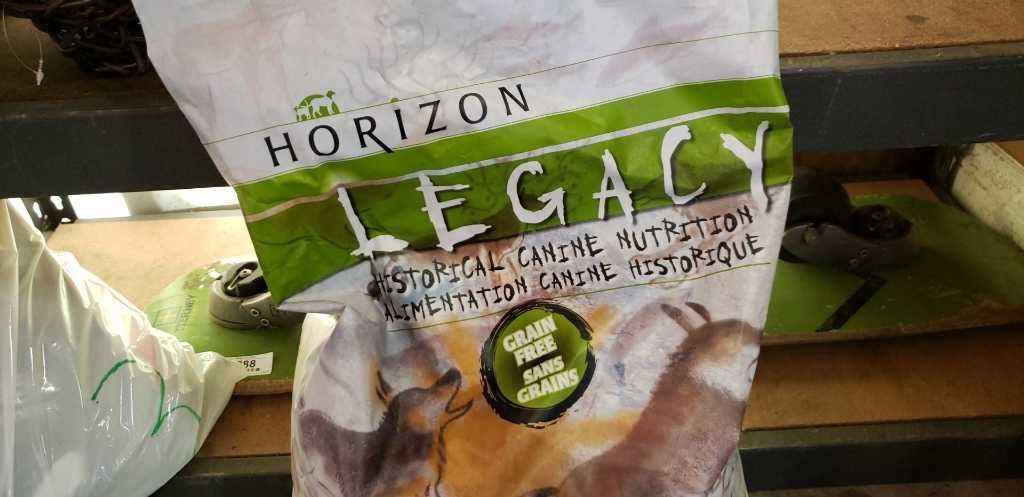 HORIZON
LEGACY
HISTORICAL CANINE NUTRITION
ALIMENTATION CANINE HISTORIQUE
GRAIN
FREE
SANS
GRAINS